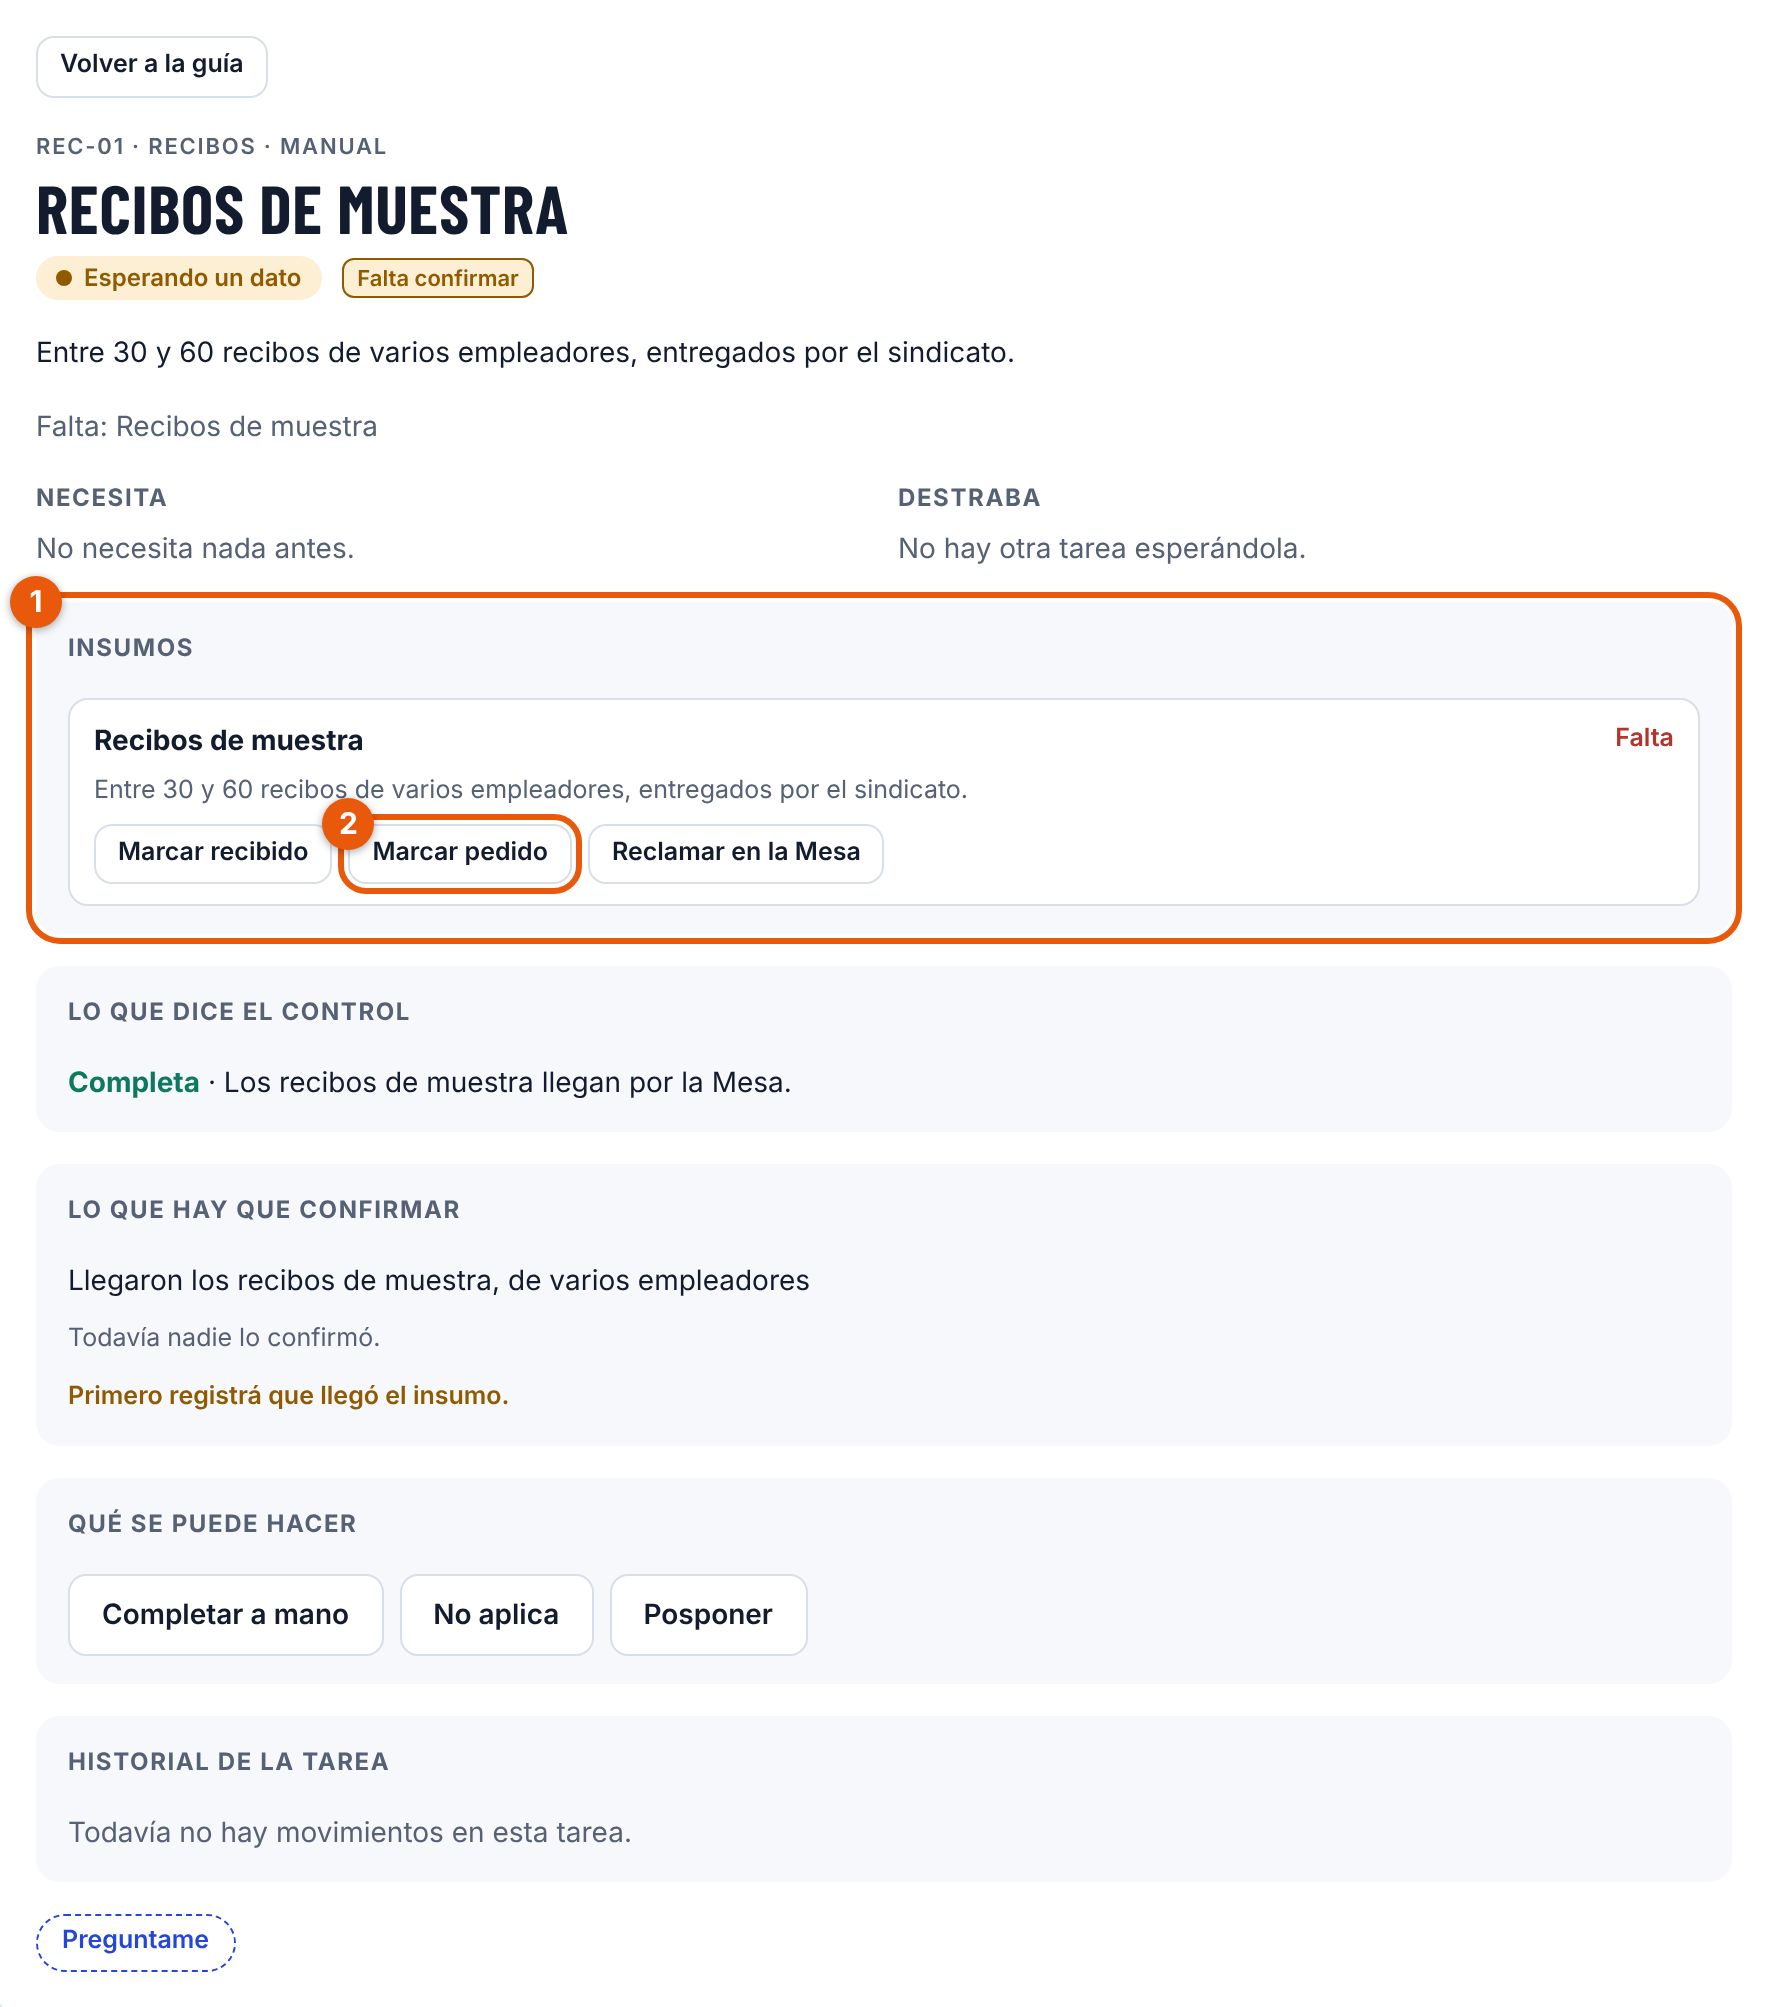 Volver a la guía
REC-01 · RECIBOS · MANUAL
RECIBOS DE MUESTRA
Esperando un dato
Falta confirmar
Entre 30 y 60 recibos de varios empleadores, entregados por el sindicato.
Falta: Recibos de muestra
NECESITA
No necesita nada antes.
DESTRABA
No hay otra tarea esperándola.
1
INSUMOS
Recibos de muestra
Falta
Entre 30 y 60 recibos de varios empleadores, entregados por el sindicato.
Marcar recibido
2
Marcar pedido
Reclamar en la Mesa
LO QUE DICE EL CONTROL
Completa · Los recibos de muestra llegan por la Mesa.
LO QUE HAY QUE CONFIRMAR
Llegaron los recibos de muestra, de varios empleadores
Todavía nadie lo confirmó.
Primero registrá que llegó el insumo.
QUÉ SE PUEDE HACER
Completar a mano
No aplica
Posponer
HISTORIAL DE LA TAREA
Todavía no hay movimientos en esta tarea.
Preguntame